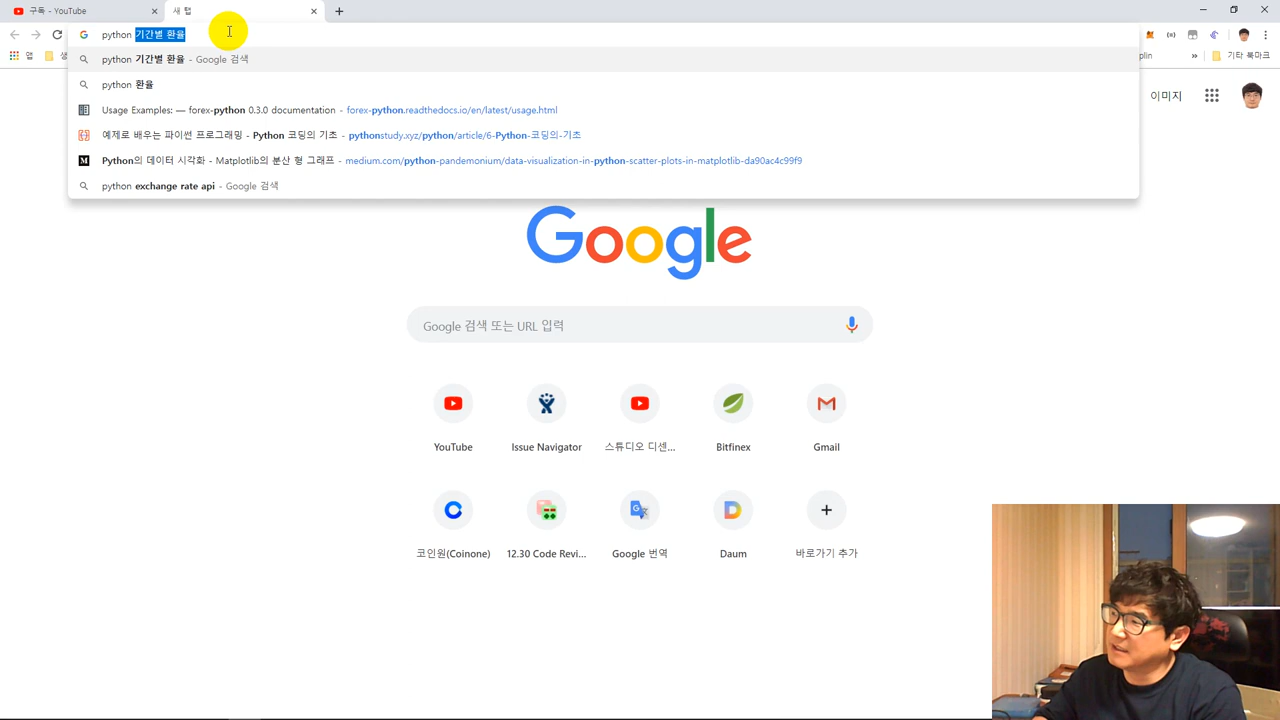 구독 - YouTube
새 탭
python 기간별 환율
앱
기타 북마크
python 기간별 환율 - Google 검색
python 환율
Usage Examples: — forex-python 0.3.0 documentation - forex-python.readthedocs.io/en/latest/usage.html
예제로 배우는 파이썬 프로그래밍 - Python 코딩의 기초 - pythonstudy.xyz/python/article/6-Python-코딩의-기초
Python의 데이터 시각화 - Matplotlib의 분산 형 그래프 - medium.com/python-pandemonium/data-visualization-in-python-scatter-plots-in-matplotlib-da90ac4c99f9
python exchange rate api - Google 검색
이미지
Google
Google 검색 또는 URL 입력
YouTube
Issue Navigator
스튜디오 디센...
Bitfinex
Gmail
코인원(Coinone)
12.30 Code Revi...
Google 번역
Daum
바로가기 추가